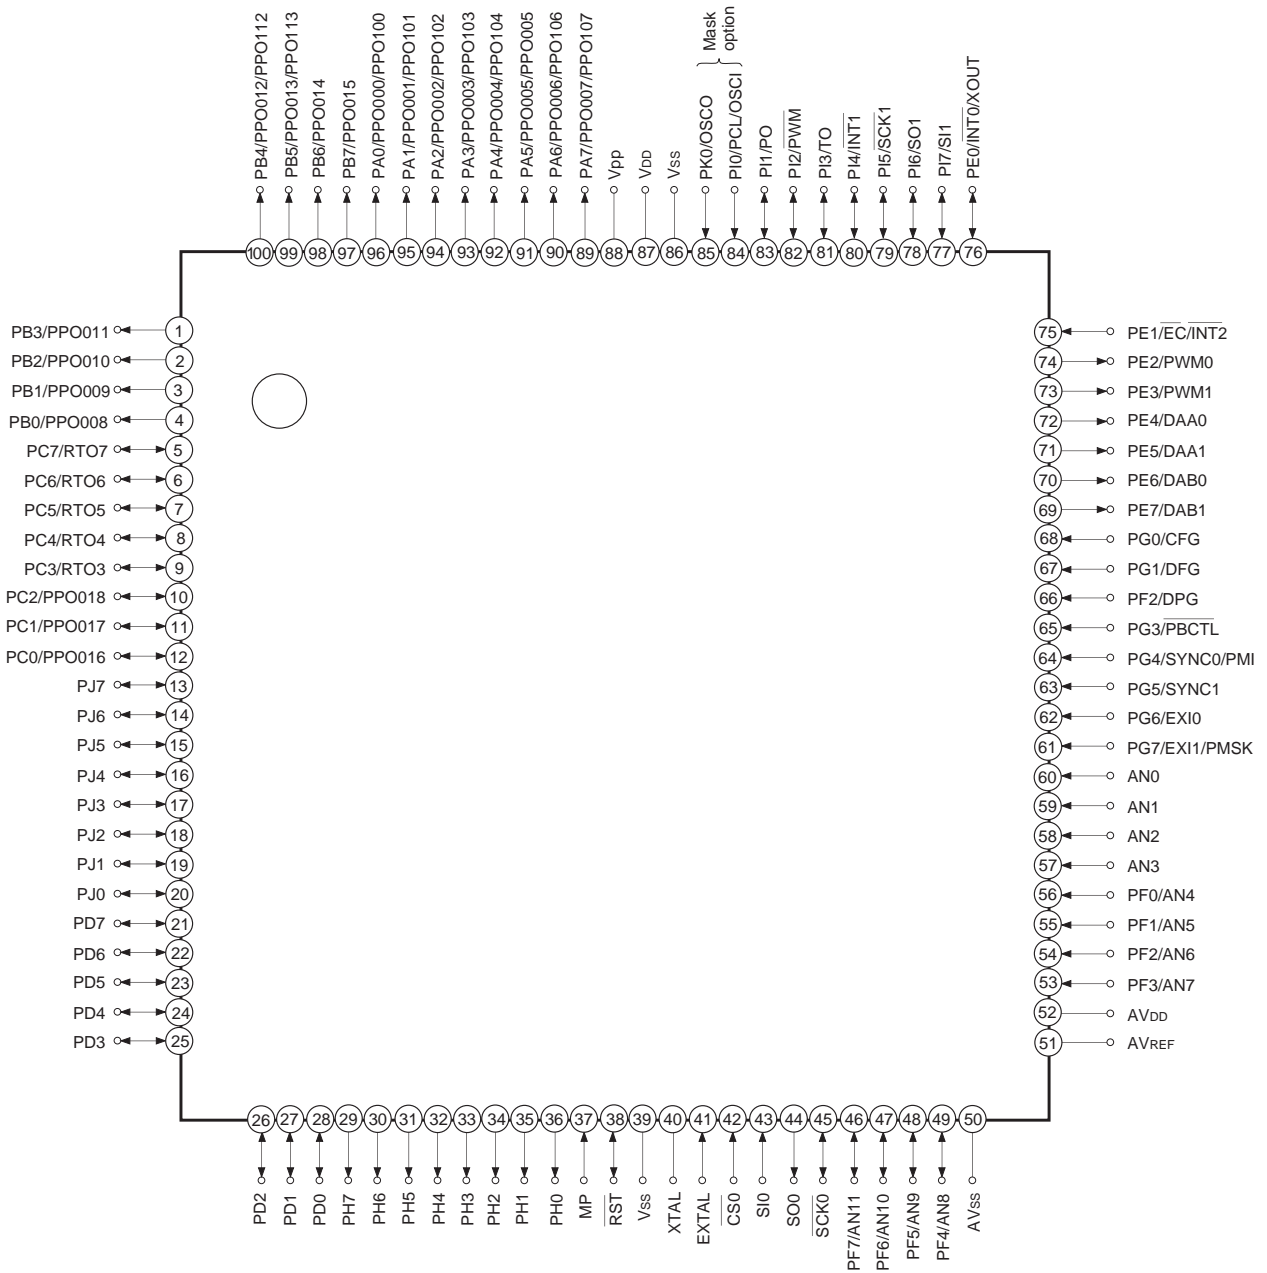 Mask
option
PB4/PPO012/PPO112
PB5/PPO013/PPO113
PB6/PPO014
PB7/PPO015
PA0/PPO000/PPO100
PA1/PPO001/PPO101
PA2/PPO002/PPO102
PA3/PPO003/PPO103
PA4/PPO004/PPO104
PA5/PPO005/PPO005
PA6/PPO006/PPO106
PA7/PPO007/PPO107
Vpp
VDD
Vss
PK0/OSCO
PI0/PCL/OSCI
PI1/PO
PI2/PWM
PI3/TO
PI4/INT1
PI5/SCK1
PI6/SO1
PI7/SI1
PE0/INT0/XOUT
100 99 98 97 96 95 94 93 92 91 90 89 88 87 86 85 84 83 82 81 80 79 78 77 76
PB3/PPO011 1
PB2/PPO010 2
PB1/PPO009 3
PB0/PPO008 4
PC7/RTO7 5
PC6/RTO6 6
PC5/RTO5 7
PC4/RTO4 8
PC3/RTO3 9
PC2/PPO018 10
PC1/PPO017 11
PC0/PPO016 12
PJ7 13
PJ6 14
PJ5 15
PJ4 16
PJ3 17
PJ2 18
PJ1 19
PJ0 20
PD7 21
PD6 22
PD5 23
PD4 24
PD3 25
75 PE1/EC/INT2
74 PE2/PWM0
73 PE3/PWM1
72 PE4/DAA0
71 PE5/DAA1
70 PE6/DAB0
69 PE7/DAB1
68 PG0/CFG
67 PG1/DFG
66 PF2/DPG
65 PG3/PBCTL
64 PG4/SYNC0/PMI
63 PG5/SYNC1
62 PG6/EXI0
61 PG7/EXI1/PMSK
60 AN0
59 AN1
58 AN2
57 AN3
56 PF0/AN4
55 PF1/AN5
54 PF2/AN6
53 PF3/AN7
52 AVDD
51 AVREF
26 27 28 29 30 31 32 33 34 35 36 37 38 39 40 41 42 43 44 45 46 47 48 49 50
PD2
PD1
PD0
PH7
PH6
PH5
PH4
PH3
PH2
PH1
PH0
MP
RST
Vss
XTAL
EXTAL
CS0
SI0
SO0
SCK0
PF7/AN11
PF6/AN10
PF5/AN9
PF4/AN8
AVss